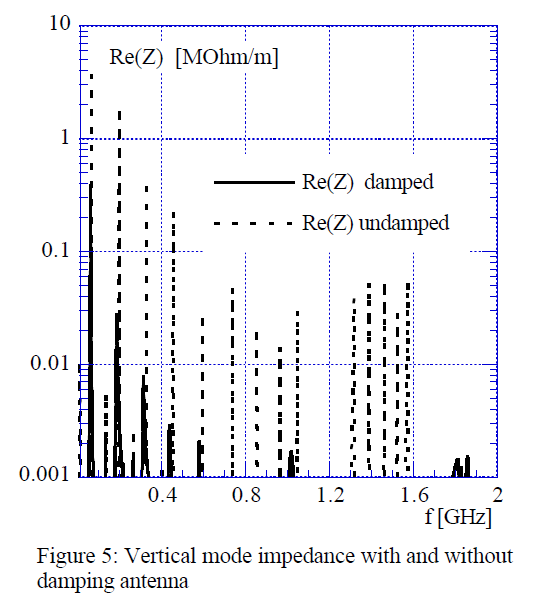 10
Re(Z) [MOhm/m]
1
Re(Z) damped
Re(Z) undamped
0.1
0.01
0.001
0.4 0.8 1.2 1.6 2
f [GHz]
Figure 5: Vertical mode impedance with and without
damping antenna